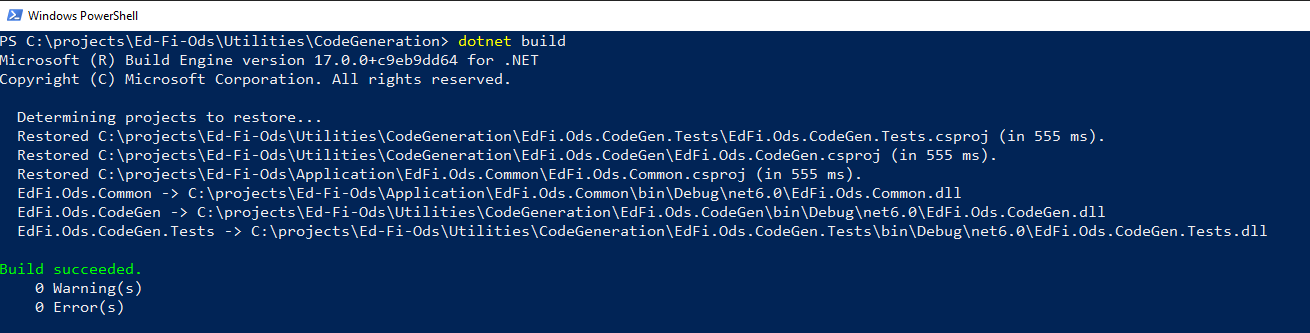 Windows PowerShell
PS C:\projects\Ed-Fi-Ods\Utilities\CodeGeneration> dotnet build
Microsoft (R) Build Engine version 17.0.0+c9eb9dd64 for .NET
Copyright (C) Microsoft Corporation. All rights reserved.
Determining projects to restore...
Restored C:\projects\Ed-Fi-Ods\Utilities\CodeGeneration\EdFi.Ods.CodeGen.Tests\EdFi.Ods.CodeGen.Tests.csproj (in 555 ms).
Restored C:\projects\Ed-Fi-Ods\Utilities\CodeGeneration\EdFi.Ods.CodeGen\EdFi.Ods.CodeGen.csproj (in 555 ms).
Restored C:\projects\Ed-Fi-Ods\Application\EdFi.Ods.Common\EdFi.Ods.Common.csproj (in 555 ms).
EdFi.Ods.Common -> C:\projects\Ed-Fi-Ods\Application\EdFi.Ods.Common\bin\Debug\net6.0\EdFi.Ods.Common.dll
EdFi.Ods.CodeGen -> C:\projects\Ed-Fi-Ods\Utilities\CodeGeneration\EdFi.Ods.CodeGen\bin\Debug\net6.0\EdFi.Ods.CodeGen.dll
EdFi.Ods.CodeGen.Tests -> C:\projects\Ed-Fi-Ods\Utilities\CodeGeneration\EdFi.Ods.CodeGen.Tests\bin\Debug\net6.0\EdFi.Ods.CodeGen.Tests.dll
Build succeeded.
0 Warning(s)
0 Error(s)